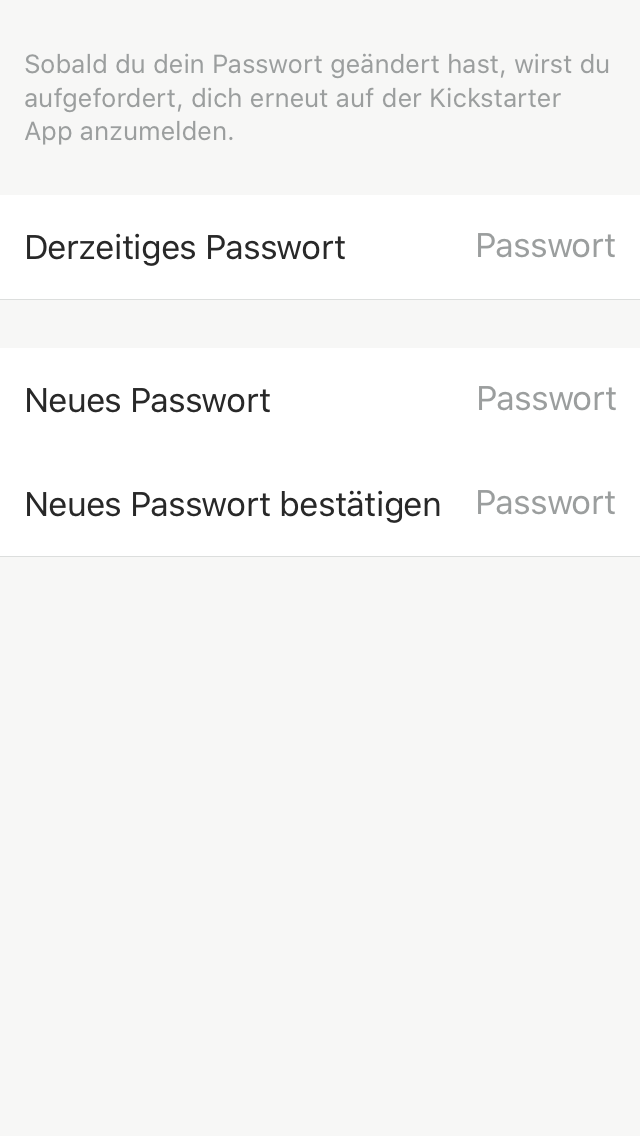 Sobald du dein Passwort geändert hast, wirst du
aufgefordert, dich erneut auf der Kickstarter
App anzumelden.
Derzeitiges Passwort Passwort
Neues Passwort Passwort
Neues Passwort bestätigen Passwort